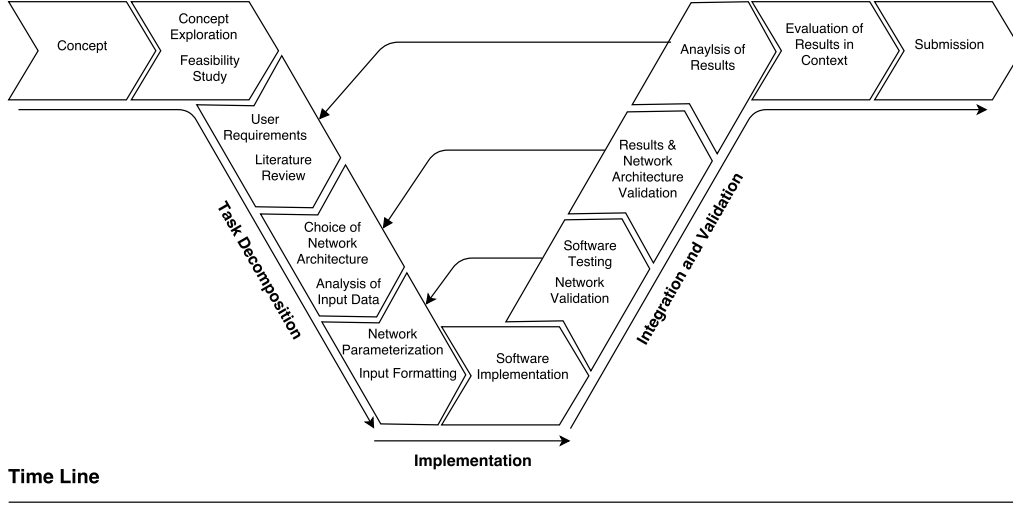 Concept
Concept
Exploration
Feasibility
Study
User
Requirements
Literature
Review
Choice of
Network
Architecture
Analysis of
Input Data
Network
Parameterization
Input Formatting
Software
Implementation
Software
Testing
Network
Validation
Results &
Network
Architecture
Validation
Anaylsis of
Results
Evaluation of
Results in
Context
Submission
Task Decomposition
Implementation
Integration and Validation
Time Line